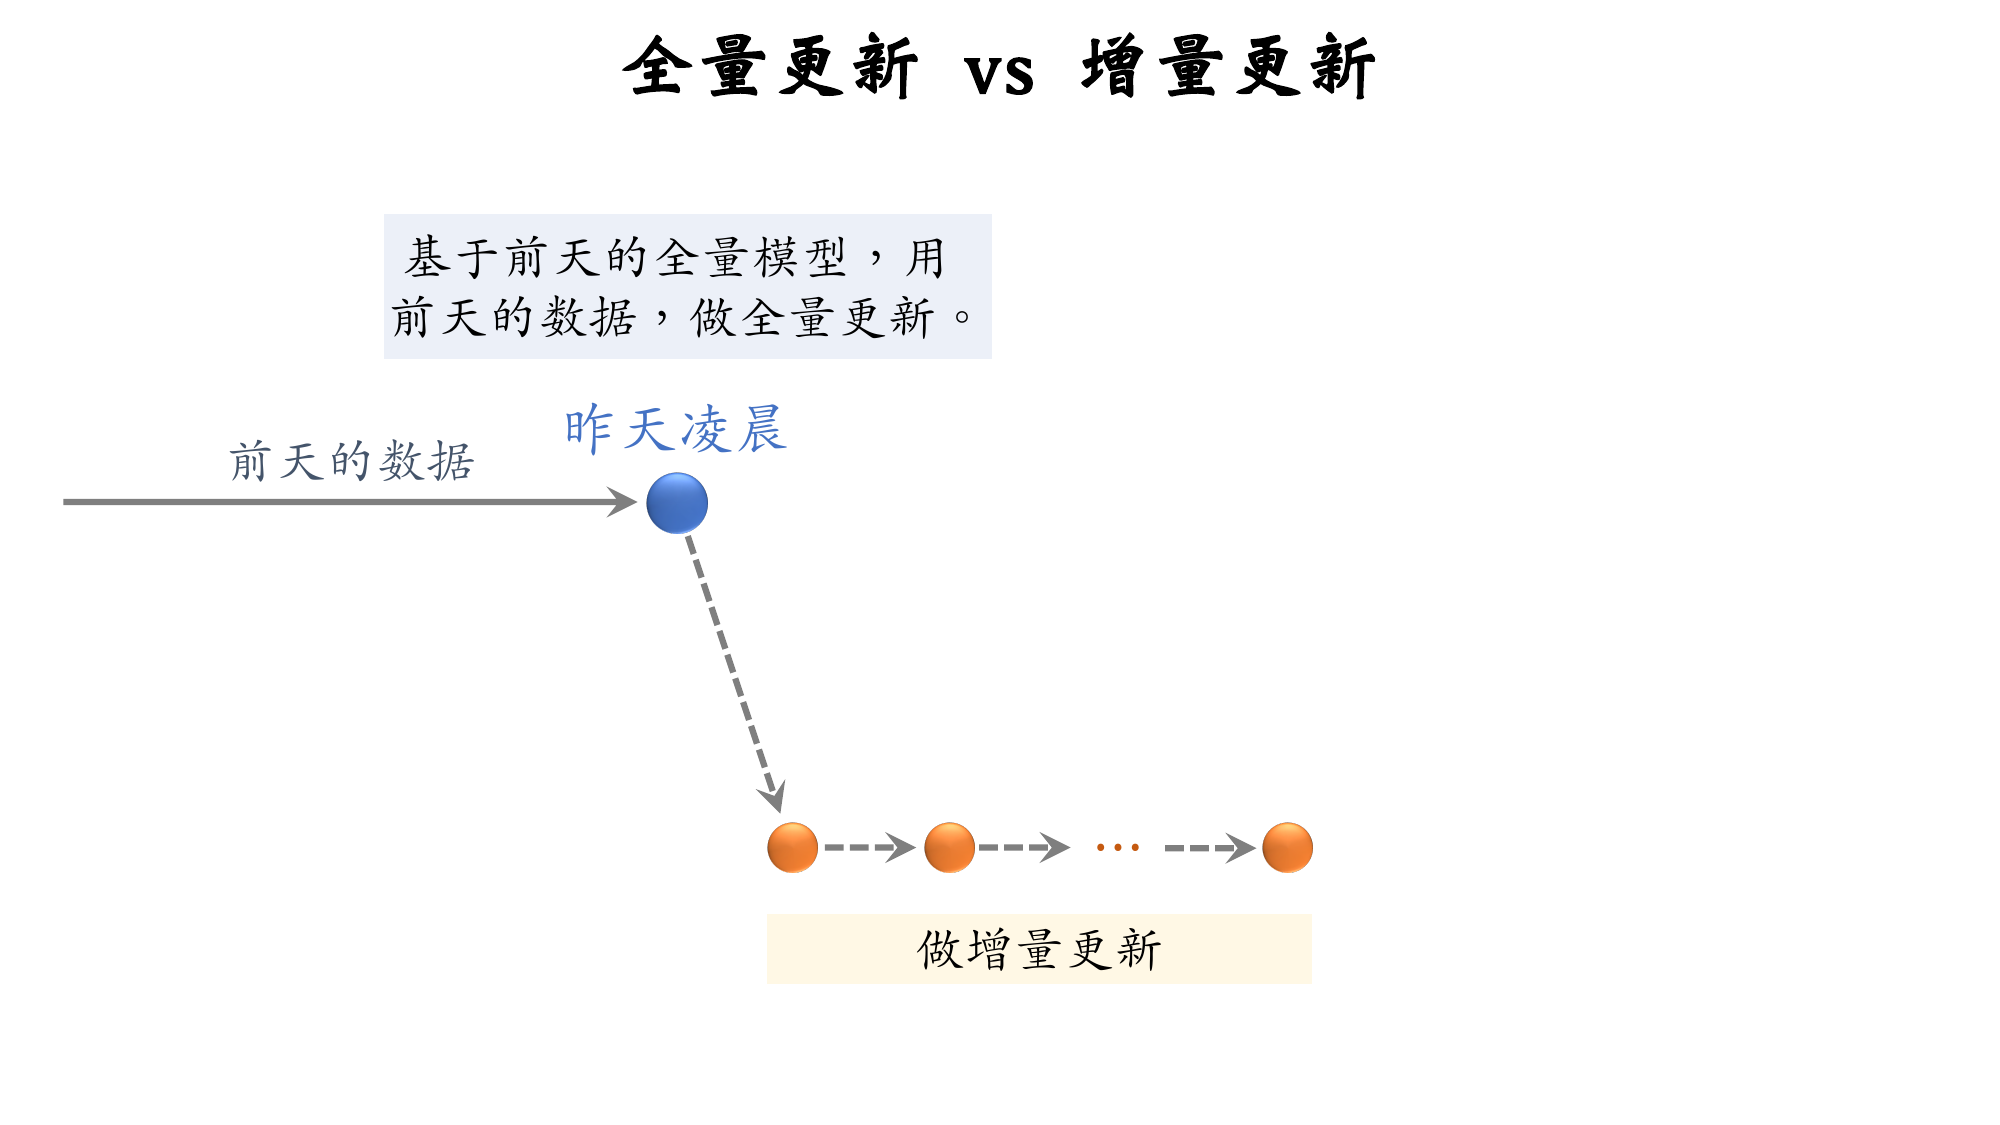 全量更新 vs 增量更新
基于前天的全量模型，用
前天的数据，做全量更新。
昨天凌晨
前天的数据
…
做增量更新